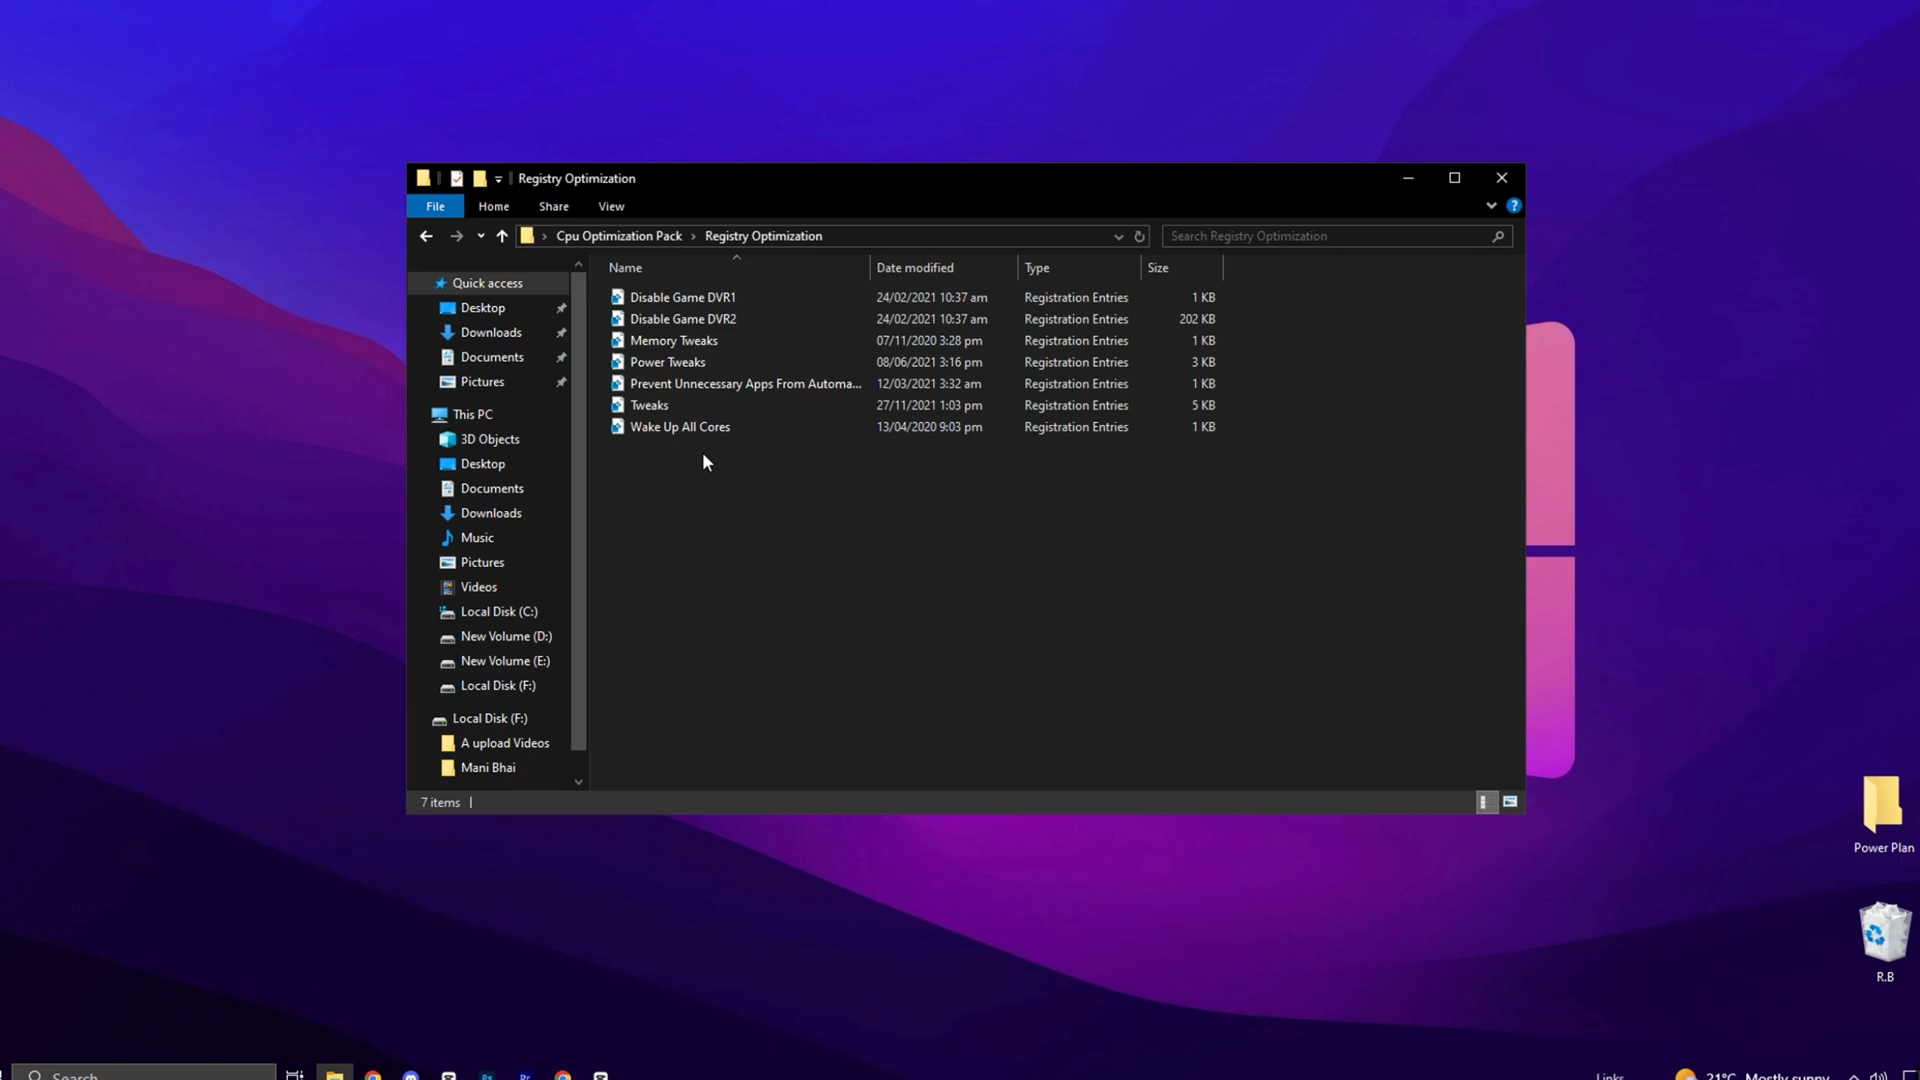 Registry Optimization
File Home Share View
Cpu Optimization Pack Registry Optimization Search Registry Optimization
Name Date modified Type Size
Disable Game DVR1 24/02/2021 10:37 am Registration Entries 1 KB
Disable Game DVR2 24/02/2021 10:37 am Registration Entries 202 KB
Memory Tweaks 07/11/2020 3:28 pm Registration Entries 1 KB
Power Tweaks 08/06/2021 3:16 pm Registration Entries 3 KB
Prevent Unnecessary Apps From Automa... 12/03/2021 3:32 am Registration Entries 1 KB
Tweaks 27/11/2021 1:03 pm Registration Entries 5 KB
Wake Up All Cores 13/04/2020 9:03 pm Registration Entries 1 KB
Quick access
Desktop
Downloads
Documents
Pictures
This PC
3D Objects
Desktop
Documents
Downloads
Music
Pictures
Videos
Local Disk (C:)
New Volume (D:)
New Volume (E:)
Local Disk (F:)
Local Disk (F:)
A upload Videos
Mani Bhai
7 items
Power Plan
R.B
Search
Ps Pr
Links 21°C Mostly sunny